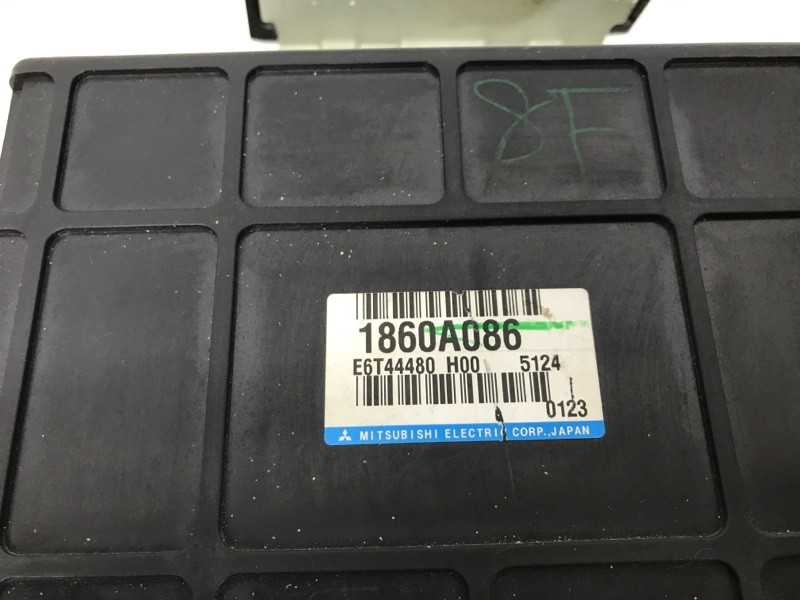 8F
1860A086
E6T44480 H00 5124
0123
MITSUBISHI ELECTRIC CORP.,JAPAN